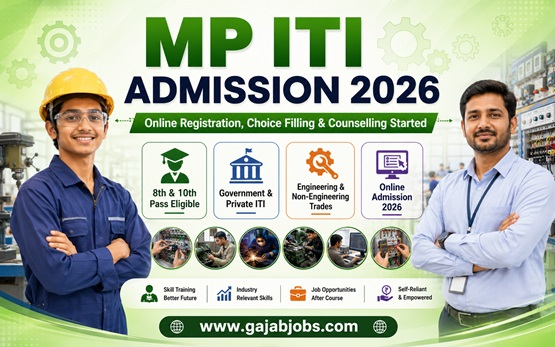 MP ITI
ADMISSION 2026
Online Registration, Choice Filling & Counselling Started
8th & 10th
Pass Eligible
Government &
Private ITI
Engineering &
Non-Engineering
Trades
Online
Admission
2026
Skill Training
Better Future
Industry
Relevant Skills
Job Opportunities
After Course
Self-Reliant
& Empowered
www.gajabjobs.com